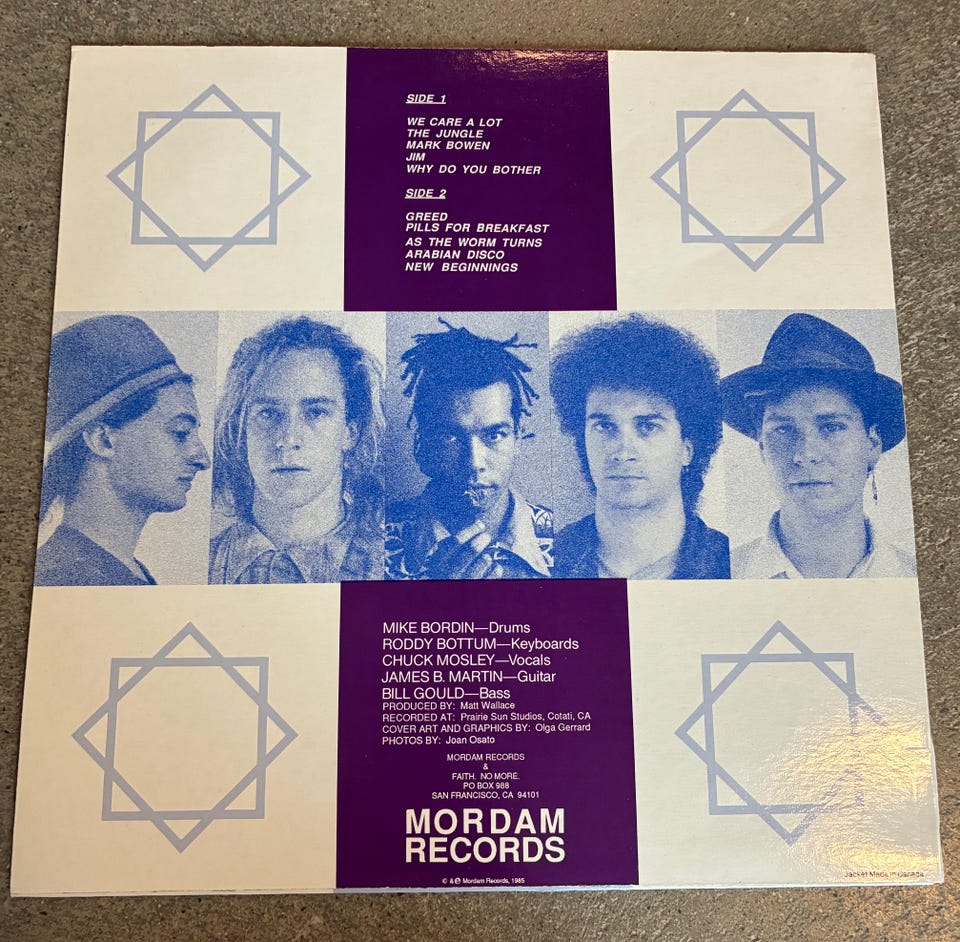 SIDE 1
WE CARE A LOT
THE JUNGLE
MARK BOWEN
JIM
WHY DO YOU BOTHER
SIDE 2
GREED
PILLS FOR BREAKFAST
AS THE WORM TURNS
ARABIAN DISCO
NEW BEGINNINGS
MIKE BORDIN—Drums
RODDY BOTTUM—Keyboards
CHUCK MOSLEY—Vocals
JAMES B. MARTIN—Guitar
BILL GOULD—Bass
PRODUCED BY: Matt Wallace
RECORDED AT: Prairie Sun Studios, Cotati, CA
COVER ART AND GRAPHICS BY: Olga Gerrard
PHOTOS BY: Joan Osato
MORDAM RECORDS
&
FAITH. NO MORE.
PO BOX 988
SAN FRANCISCO, CA 94101
MORDAM
RECORDS
© & ℗ Mordam Records, 1985
Jacket Made in Canada